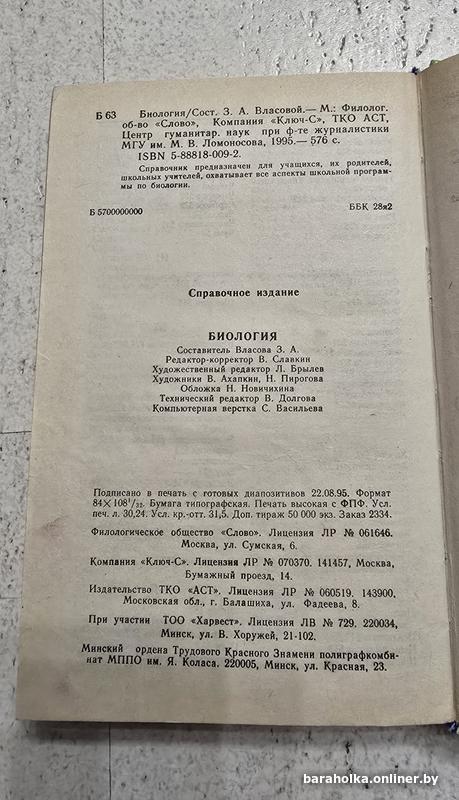 Б 63 Биология/Сост. З. А. Власовой.— М.: Филолог.
об-во «Слово», Компания «Ключ-С», ТКО АСТ,
Центр гуманитар. наук при ф-те журналистики
МГУ им. М. В. Ломоносова, 1995.— 576 с.
ISBN 5-88818-009-2.
Справочник предназначен для учащихся, их родителей,
школьных учителей, охватывает все аспекты школьной програм-
мы по биологии.
Б 5700000000 ББК 28я2
Справочное издание
БИОЛОГИЯ
Составитель Власова З. А.
Редактор-корректор В. Славкин
Художественный редактор Л. Брылев
Художники В. Ахапкин, Н. Пирогова
Обложка Н. Новичихина
Технический редактор В. Долгова
Компьютерная верстка С. Васильева
Подписано в печать с готовых диапозитивов 22.08.95. Формат
84×108¹/₃₂. Бумага типографская. Печать высокая с ФПФ. Усл.
печ. л. 30,24. Усл. кр.-отт. 31,5. Доп. тираж 50 000 экз. Заказ 2334.
Филологическое общество «Слово». Лицензия ЛР № 061646.
Москва, ул. Сумская, 6.
Компания «Ключ-С». Лицензия ЛР № 070370. 141457, Москва,
Бумажный проезд, 14.
Издательство ТКО «АСТ». Лицензия ЛР № 060519. 143900,
Московская обл., г. Балашиха, ул. Фадеева, 8.
При участии ТОО «Харвест». Лицензия ЛВ № 729. 220034,
Минск, ул. В. Хоружей, 21-102.
Минский ордена Трудового Красного Знамени полиграфкомби-
нат МППО им. Я. Коласа. 220005, Минск, ул. Красная, 23.
baraholka.onliner.by